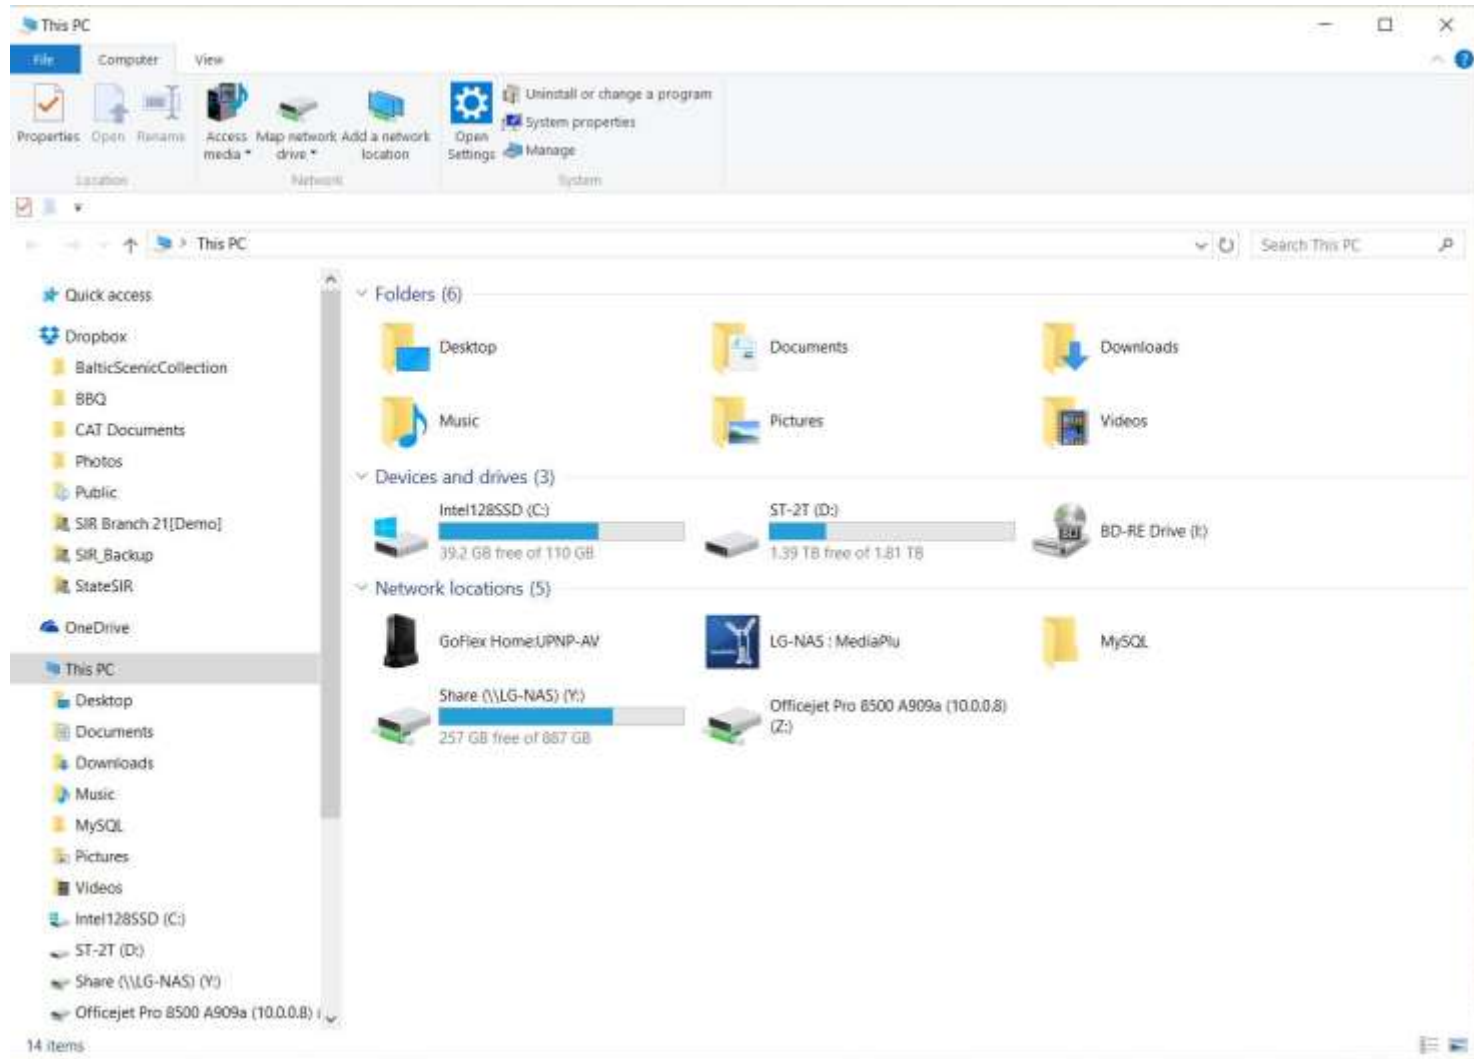 This PC
File Computer View
Properties Open Rename Access media Map network drive Add a network location Open Settings Uninstall or change a program
System properties
Manage
Location Network System
This PC Search This PC
Quick access
Dropbox
BalticScenicCollection
BBQ
CAT Documents
Photos
Public
SIR Branch 21[Demo]
SIR_Backup
StateSIR
OneDrive
This PC
Desktop
Documents
Downloads
Music
MySQL
Pictures
Videos
Intel128SSD (C:)
ST-2T (D:)
Share (\\LG-NAS) (Y:)
Officejet Pro 8500 A909a (10.0.0.8) (
Folders (6)
Desktop Documents Downloads
Music Pictures Videos
Devices and drives (3)
Intel128SSD (C:)
39.2 GB free of 110 GB
ST-2T (D:)
1.39 TB free of 1.81 TB
BD-RE Drive (I:)
BD
Network locations (5)
GoFlex Home:UPNP-AV
LG-NAS : MediaPlu
MySQL
Share (\\LG-NAS) (Y:)
257 GB free of 887 GB
Officejet Pro 8500 A909a (10.0.0.8)
(Z:)
14 items